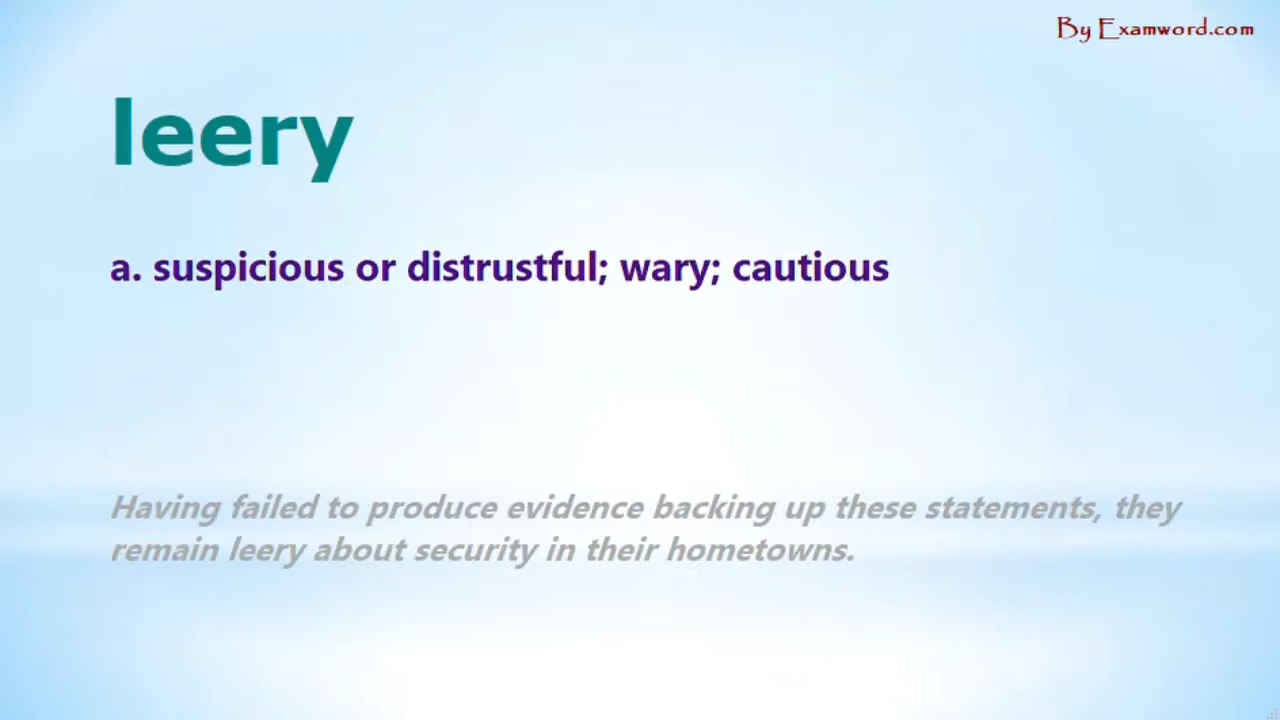 By Examword.com
leery
a. suspicious or distrustful; wary; cautious
Having failed to produce evidence backing up these statements, they
remain leery about security in their hometowns.